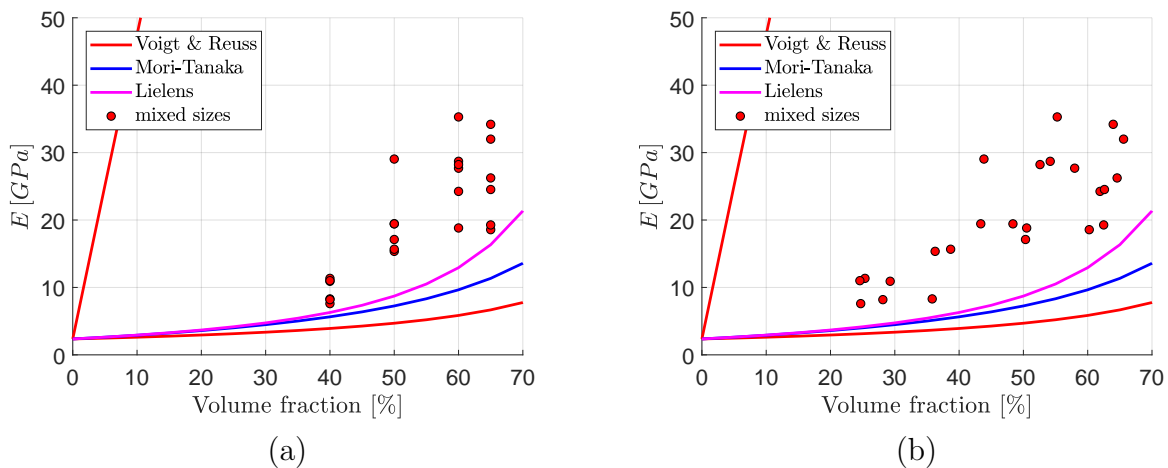 50
40
30
20
10
0
E [GPa]
Voigt & Reuss
Mori-Tanaka
Lielens
mixed sizes
0 10 20 30 40 50 60 70
Volume fraction [%]
(a)
50
40
30
20
10
0
E [GPa]
Voigt & Reuss
Mori-Tanaka
Lielens
mixed sizes
0 10 20 30 40 50 60 70
Volume fraction [%]
(b)